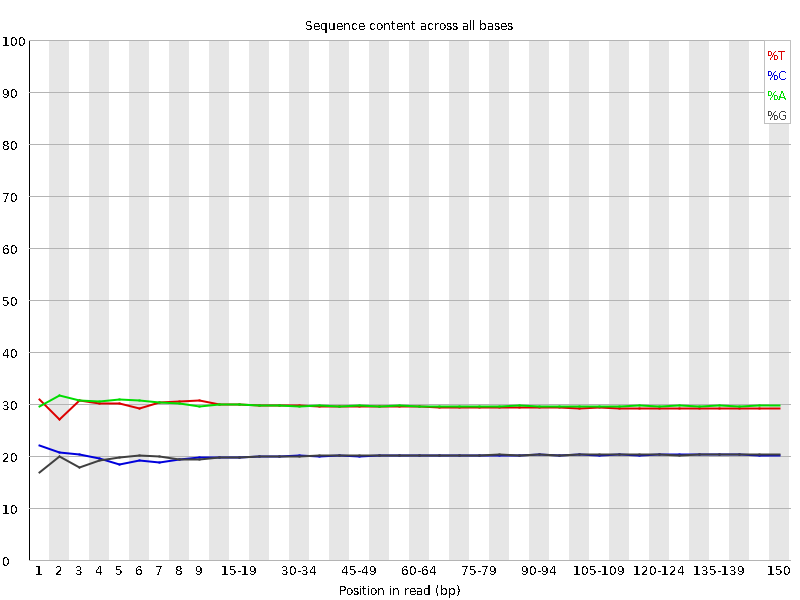 Sequence content across all bases
100
90
80
70
60
50
40
30
20
10
0
%T
%C
%A
%G
1 2 3 4 5 6 7 8 9 15-19 30-34 45-49 60-64 75-79 90-94 105-109 120-124 135-139 150
Position in read (bp)